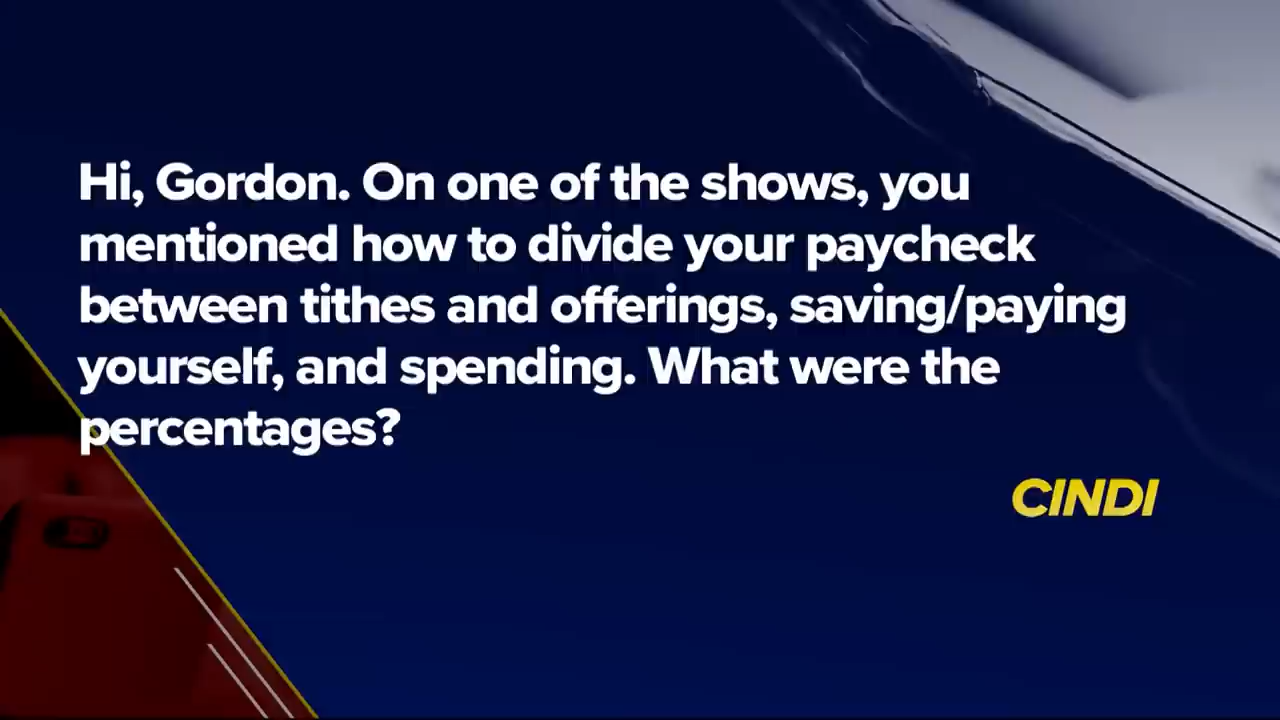 Hi, Gordon. On one of the shows, you
mentioned how to divide your paycheck
between tithes and offerings, saving/paying
yourself, and spending. What were the
percentages?
CINDI